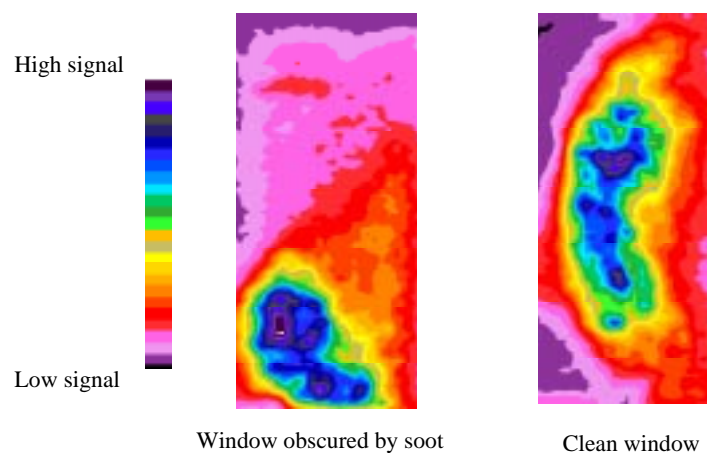 High signal
Low signal
Window obscured by soot
Clean window